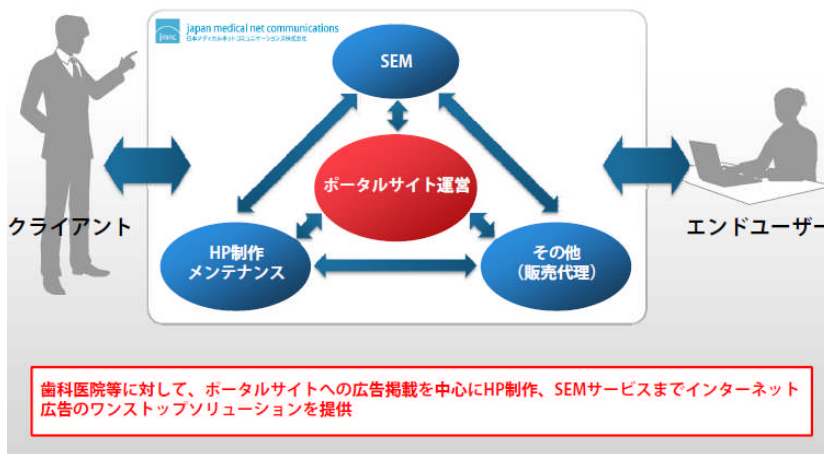 jmnc
japan medical net communications
日本メディカルネットコミュニケーションズ株式会社
SEM
ポータルサイト運営
クライアント
エンドユーザー
HP制作
メンテナンス
その他
（販売代理）
歯科医院等に対して、ポータルサイトへの広告掲載を中心にHP制作、SEMサービスまでインターネット
広告のワンストップソリューションを提供